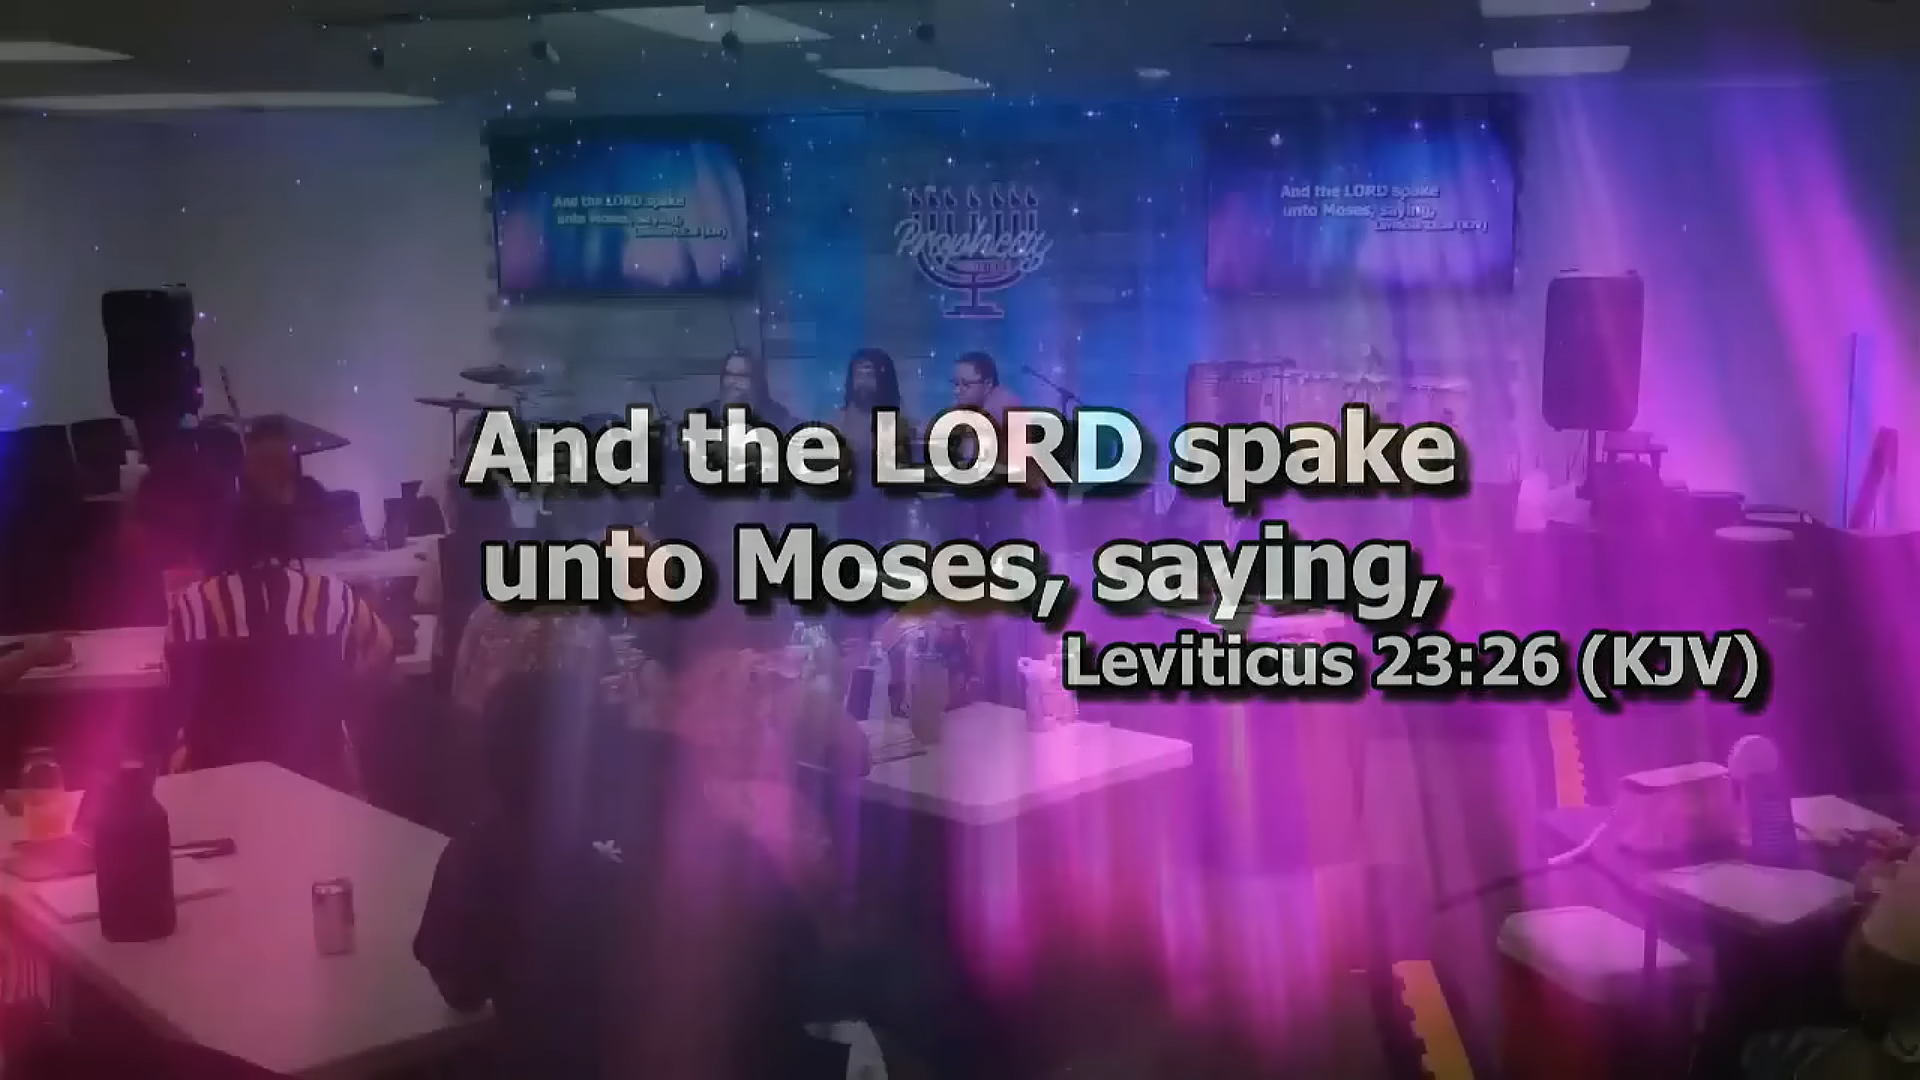 And the LORD spake
unto Moses, saying,
And the LORD spake
unto Moses, saying,
Prophecy
And the LORD spake
unto Moses, saying,
Leviticus 23:26 (KJV)